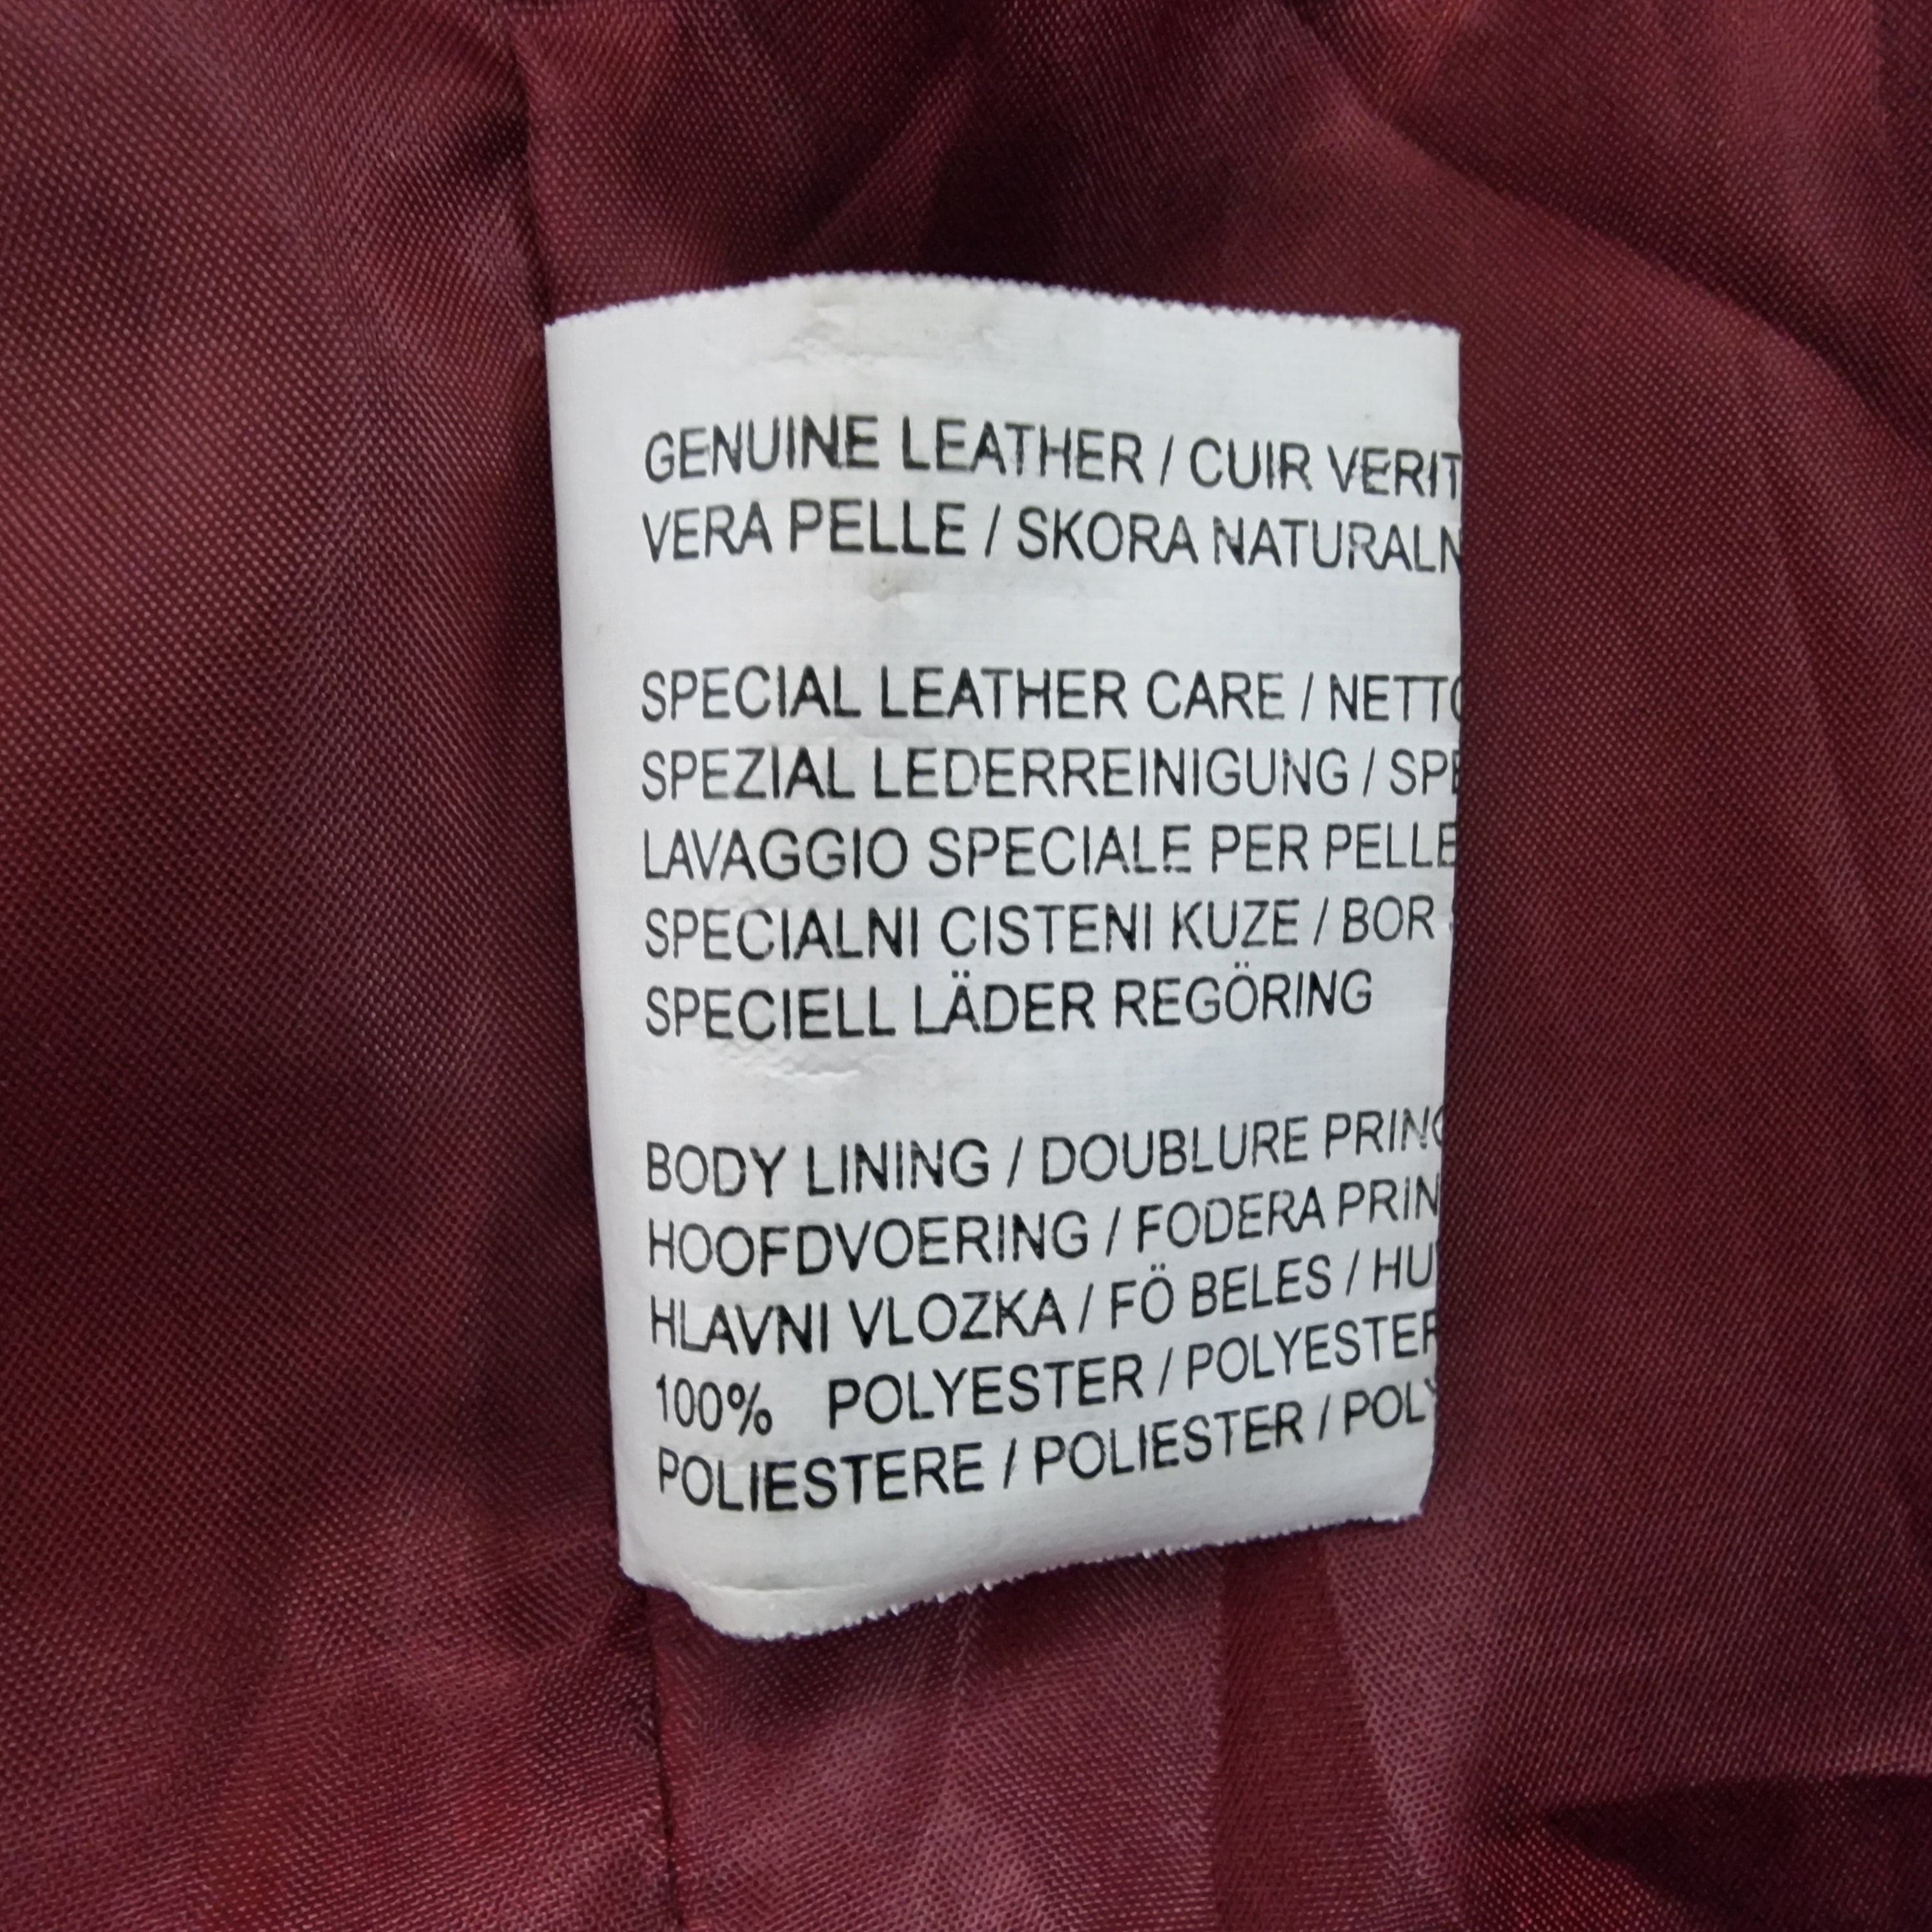 GENUINE LEATHER / CUIR VERIT
VERA PELLE / SKORA NATURALN
SPECIAL LEATHER CARE / NETTO
SPEZIAL LEDERREINIGUNG / SPE
LAVAGGIO SPECIALE PER PELLE
SPECIALNI CISTENI KUZE / BOR
SPECIELL LÄDER REGÖRING
BODY LINING / DOUBLURE PRINC
HOOFDVOERING / FODERA PRIN
HLAVNI VLOZKA / FÖ BELES / HU
100% POLYESTER / POLYESTER
POLIESTERE / POLIESTER / POLY